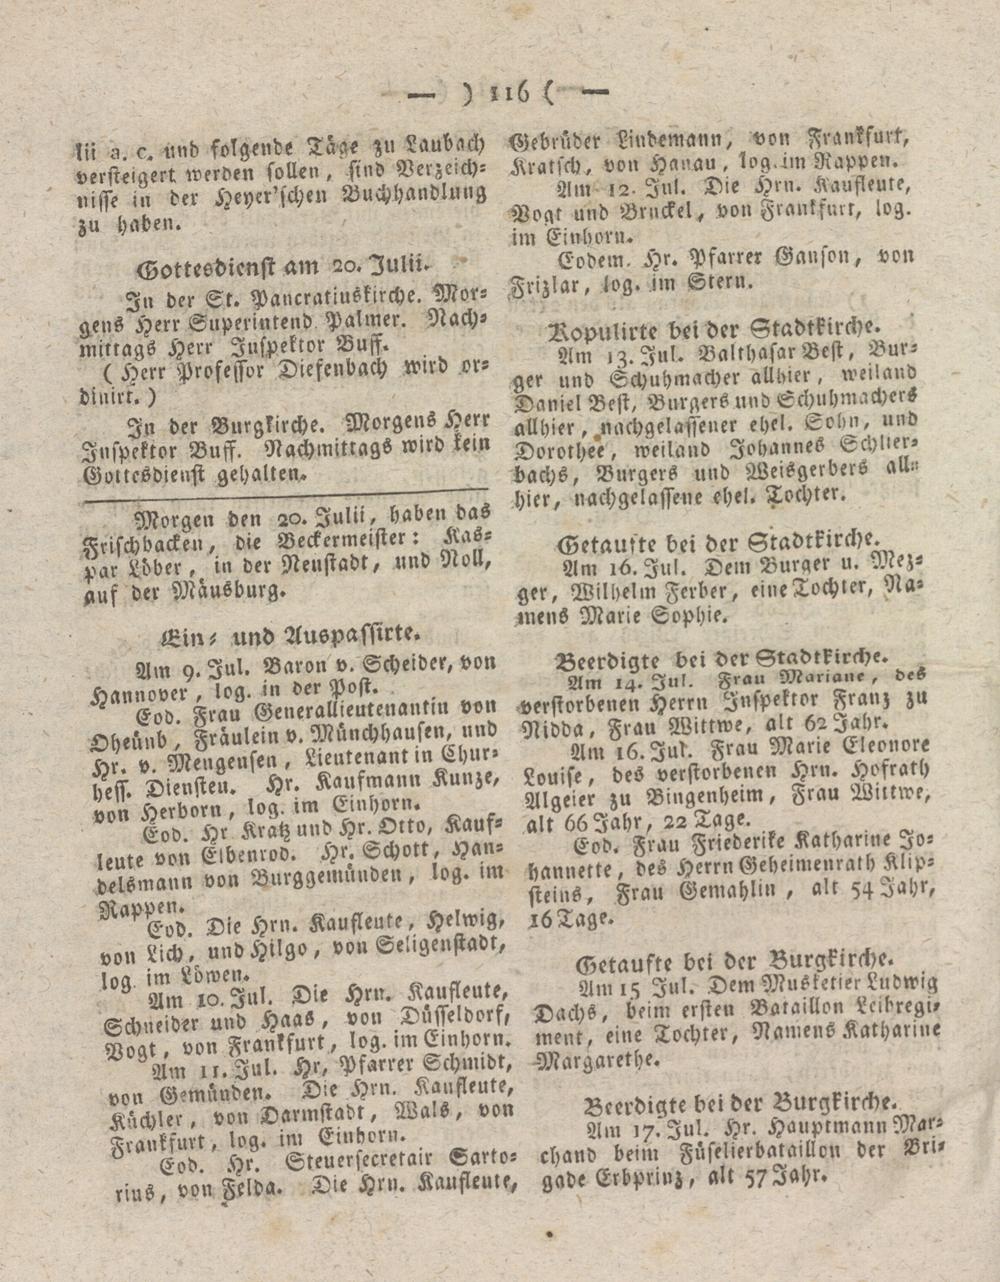 — ) 116 ( —
lii a. c. und folgende Täge zu Laubach
versteigert werden sollen, sind Verzeich-
nisse in der Heyer'schen Buchhandlung
zu haben.
Gottesdienst am 20. Julii.
In der St. Pancratiuskirche. Mor-
gens Herr Superintend Palmer. Nach-
mittags Herr Inspektor Buff.
( Herr Professor Diefenbach wird or-
dinirt. )
In der Burgkirche. Morgens Herr
Inspektor Buff. Nachmittags wird kein
Gottesdienst gehalten.
Morgen den 20. Julii, haben das
Frischbacken, die Beckermeister: Kas-
par Löber, in der Neustadt, und Noll,
auf der Mäusburg.
Ein- und Auspassirte.
Am 9. Jul. Baron v. Scheider, von
Hannover, log. in der Post.
Eod. Frau Generallieutenantin von
Oheünb, Fräulein v. Münchhausen, und
Hr. v. Mengensen, Lieutenant in Chur-
hess. Diensten. Hr. Kaufmann Kunze,
von Herborn, log. im Einhorn.
Eod. Hr Kratz und Hr. Otto, Kauf-
leute von Eibenrod. Hr. Schott, Han-
delsmann von Burggemünden, log. im
Rappen.
Eod. Die Hrn. Kaufleute, Helwig,
von Lich, und Hilgo, von Seligenstadt,
log. im Löwen.
Am 10. Jul. Die Hrn. Kaufleute,
Schneider und Haas, von Düsseldorf,
Vogt, von Frankfurt, log. im Einhorn.
Am 11. Jul. Hr, Pfarrer Schmidt,
von Gemünden. Die Hrn. Kaufleute,
Küchler, von Darmstadt, Wals, von
Frankfurt, log. im Einhorn.
Eod. Hr. Steuersecretair Sarto-
rius, von Felda. Die Hrn. Kaufleute,
Gebrüder Lindemann, von Frankfurt,
Kratsch, von Hanau, log. im Rappen.
Am 12. Jul. Die Hrn. Kaufleute,
Vogt und Bruckel, von Frankfurt, log.
im Einhorn.
Eodem. Hr. Pfarrer Ganson, von
Frizlar, log. im Stern.
Kopulirte bei der Stadtkirche.
Am 13. Jul. Balthasar Best, Bur-
ger und Schuhmacher allhier, weiland
Daniel Best, Burgers und Schuhmachers
allhier, nachgelassener ehel. Sohn, und
Dorothee, weiland Johannes Schlier-
bachs, Burgers und Weisgerbers all-
hier, nachgelassene ehel. Tochter.
Getaufte bei der Stadtkirche.
Am 16. Jul. Dem Burger u. Mez-
ger, Wilhelm Ferber, eine Tochter, Na-
mens Marie Sophie.
Beerdigte bei der Stadtkirche.
Am 14. Jul. Frau Mariane, des
verstorbenen Herrn Inspektor Franz zu
Nidda, Frau Wittwe, alt 62 Jahr.
Am 16. Jul. Frau Marie Eleonore
Louise, des verstorbenen Hrn. Hofrath
Algeier zu Bingenheim, Frau Wittwe,
alt 66 Jahr, 22 Tage.
Eod. Frau Friederike Katharine Jo-
hannette, des Herrn Geheimenrath Klip-
steins, Frau Gemahlin, alt 54 Jahr,
16 Tage.
Getaufte bei der Burgkirche.
Am 15 Jul. Dem Musketier Ludwig
Dachs, beim ersten Bataillon Leibregi-
ment, eine Tochter, Namens Katharine
Margarethe.
Beerdigte bei der Burgkirche.
Am 17. Jul. Hr. Hauptmann Mar-
chand beim Füselierbataillon der Bri-
gade Erbprinz, alt 57 Jahr.